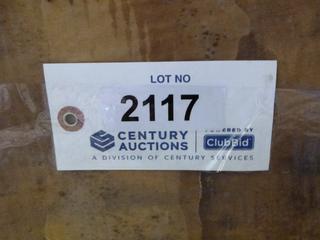 LOT NO
2117
CENTURY AUCTIONS
POWERED BY
ClubBid
A DIVISION OF CENTURY SERVICES